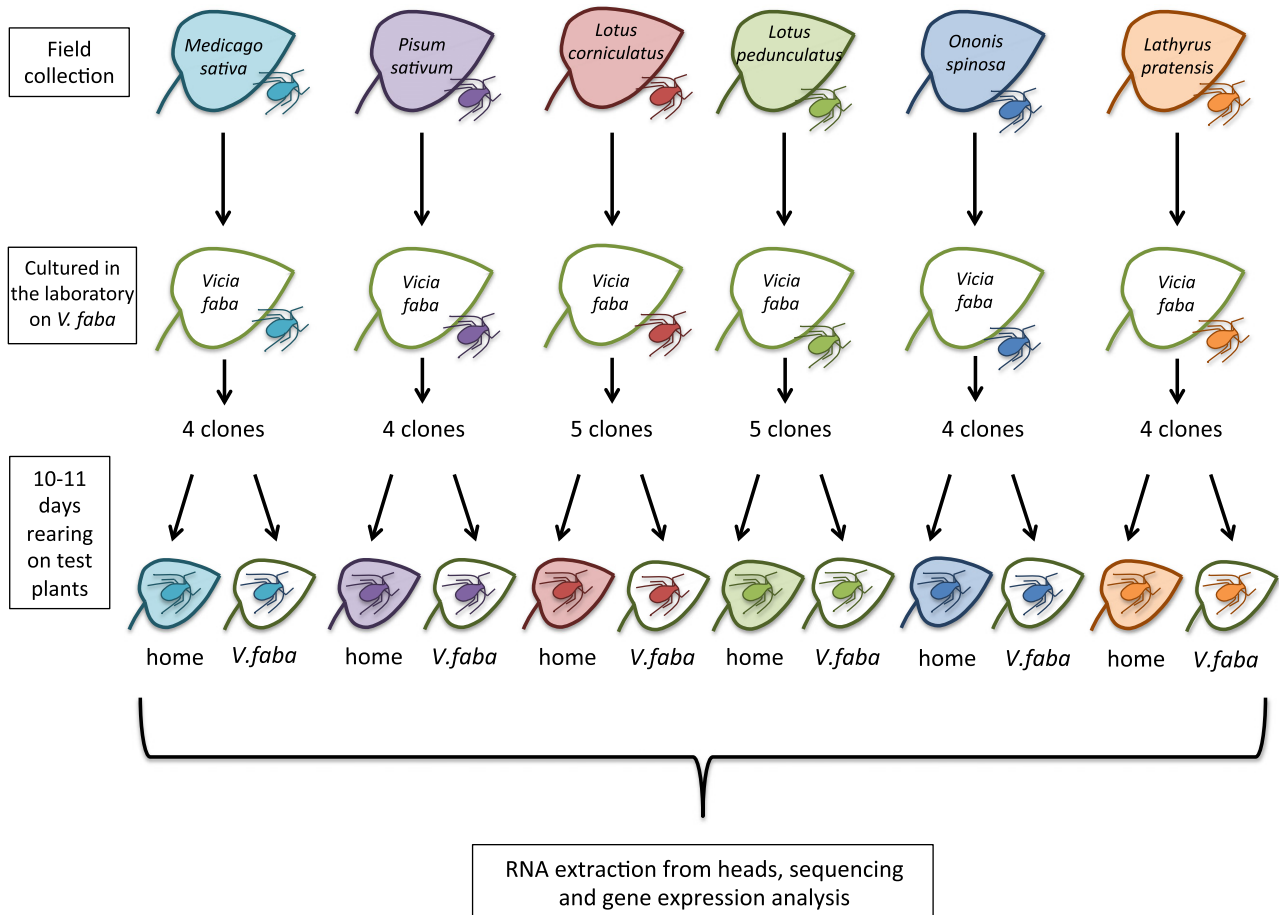 Field
collection
Medicago
sativa
Pisum
sativum
Lotus
corniculatus
Lotus
pedunculatus
Ononis
spinosa
Lathyrus
pratensis
Cultured in
the laboratory
on V. faba
Vicia
faba
Vicia
faba
Vicia
faba
Vicia
faba
Vicia
faba
Vicia
faba
4 clones
4 clones
5 clones
5 clones
4 clones
4 clones
10-11
days
rearing
on test
plants
home
V.faba
home
V.faba
home
V.faba
home
V.faba
home
V.faba
home
V.faba
RNA extraction from heads, sequencing
and gene expression analysis